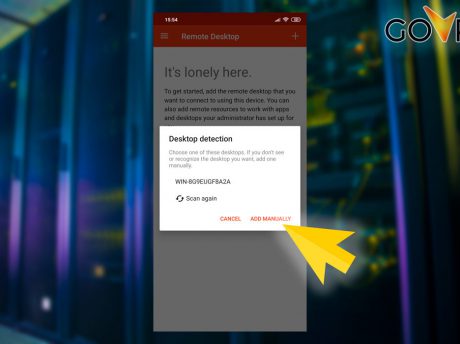 15.54
Remote Desktop
It's lonely here.
To get started, add the remote desktop that you
want to connect to using this device. You can
also add remote resources to work with apps
and desktops your administrator has set up for
Desktop detection
Choose one of these desktops. If you don't see
or recognize the desktop you want, add one
manually.
WIN-8G9EUGF8A2A
Scan again
CANCEL ADD MANUALLY